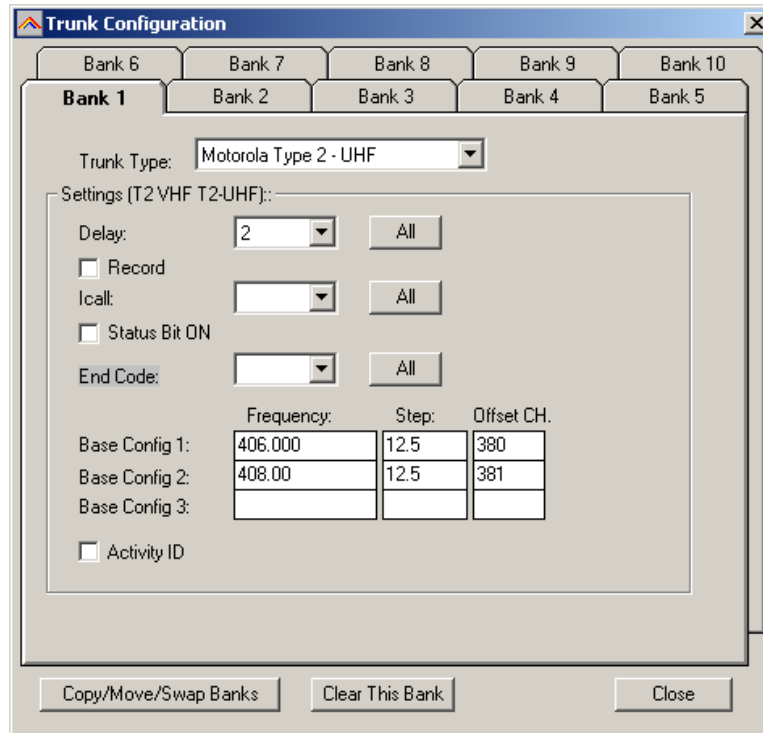 Trunk Configuration
Bank 6 Bank 7 Bank 8 Bank 9 Bank 10
Bank 1 Bank 2 Bank 3 Bank 4 Bank 5
Trunk Type: Motorola Type 2 - UHF
Settings (T2 VHF T2-UHF)::
Delay: 2 All
Record
Icall: All
Status Bit ON
End Code: All
Frequency: Step: Offset CH.
Base Config 1: 406.000 12.5 380
Base Config 2: 408.00 12.5 381
Base Config 3:
Activity ID
Copy/Move/Swap Banks Clear This Bank Close